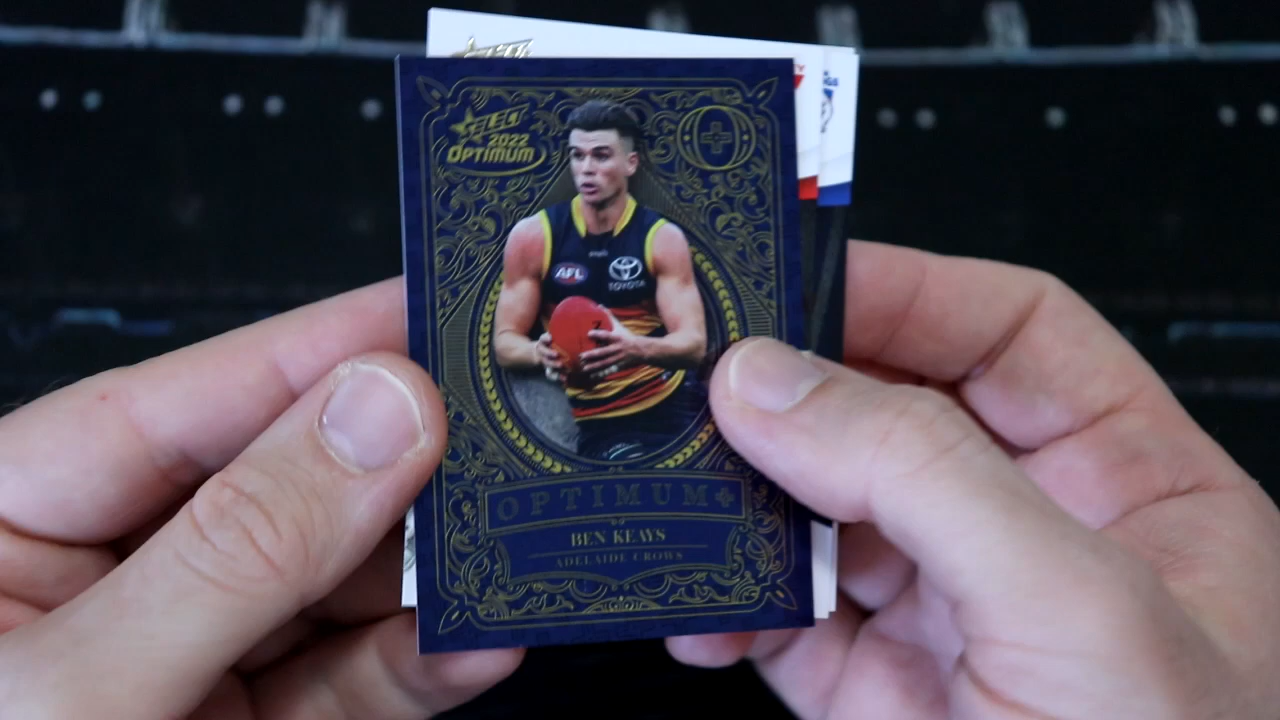 SELECT
2022
OPTIMUM
AFL
TOYOTA
OPTIMUM+
BEN KEAYS
ADELAIDE CROWS